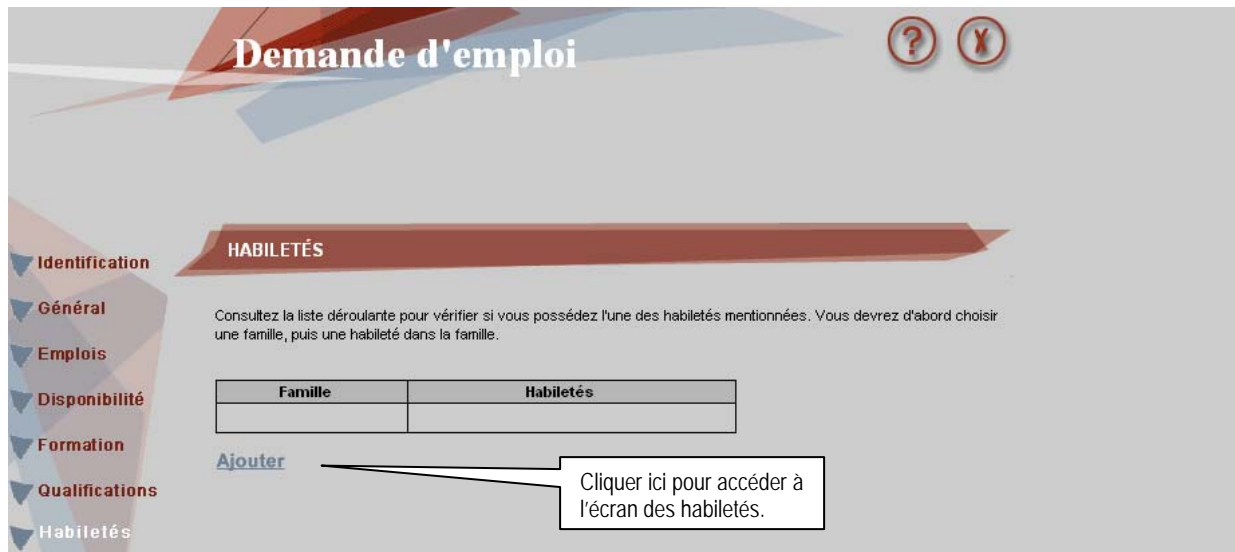 Demande d'emploi
? X
HABILETÉS
Identification
Général
Emplois
Disponibilité
Formation
Qualifications
Habiletés
Consultez la liste déroulante pour vérifier si vous possédez l'une des habiletés mentionnées. Vous devrez d'abord choisir
une famille, puis une habileté dans la famille.
Famille Habiletés
Ajouter
Cliquer ici pour accéder à
l'écran des habiletés.